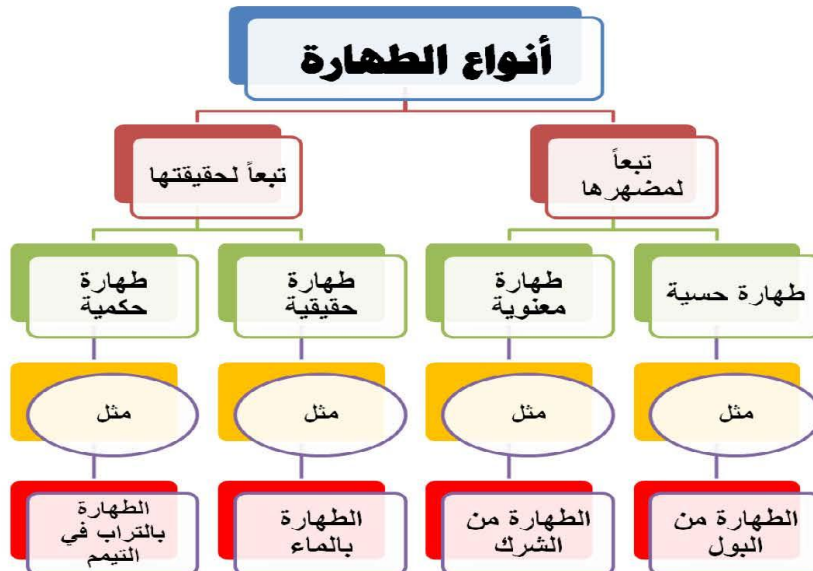 أنواع الطهارة
تبعاً
لمضهرها
تبعاً لحقيقتها
طهارة حسية
طهارة
معنوية
طهارة
حقيقية
طهارة
حكمية
مثل
مثل
مثل
مثل
الطهارة من
البول
الطهارة من
الشرك
الطهارة
بالماء
الطهارة
بالتراب في
التيمم